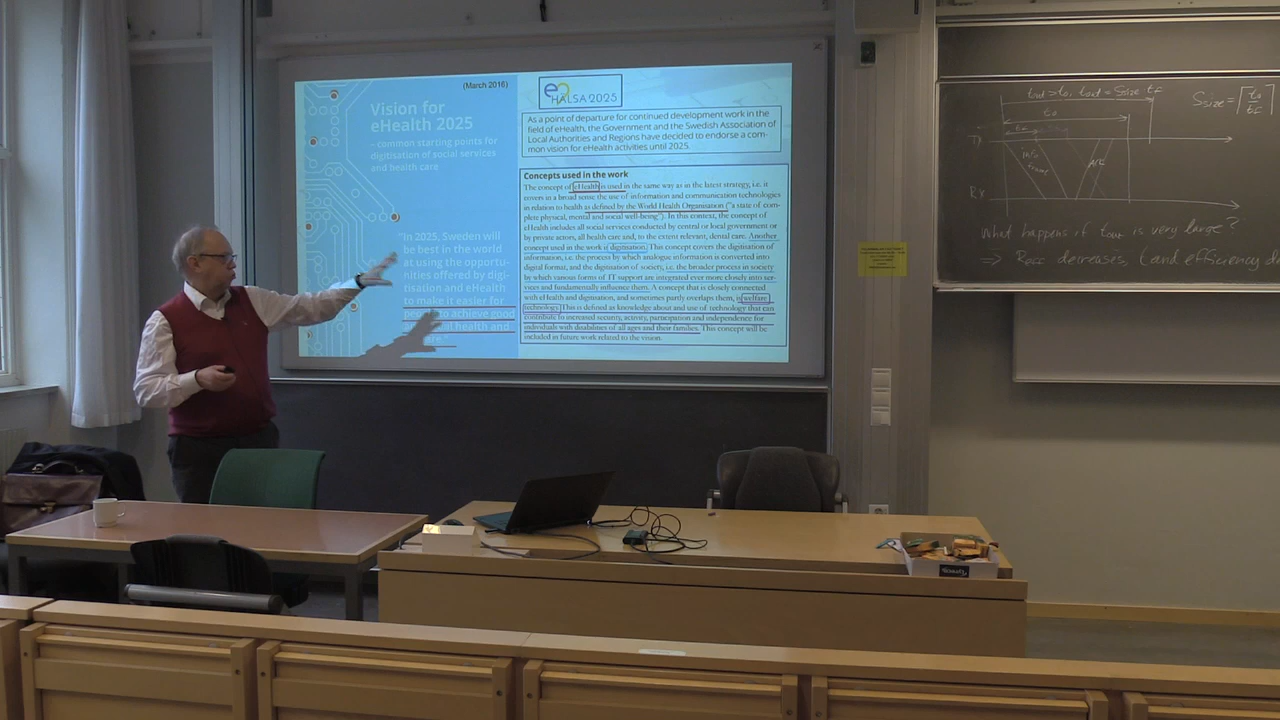 (March 2016)
Vision for
eHealth 2025
– common starting points for
digitisation of social services
and health care
"In 2025, Sweden will
be best in the world
at using the opportu-
nities offered by digi-
tisation and eHealth
to make it easier for
people to achieve good
al health and
HÄLSA 2025
As a point of departure for continued development work in the
field of eHealth, the Government and the Swedish Association of
Local Authorities and Regions have decided to endorse a com-
mon vision for eHealth activities until 2025.
Concepts used in the work
The concept of eHealth is used in the same way as in the latest strategy, i.e. it
covers in a broad sense the use of information and communication technologies
in relation to health as defined by the World Health Organisation ("a state of com-
plete physical, mental and social well-being"). In this context, the concept of
eHealth includes all social services conducted by central or local government or
by private actors, all health care and, to the extent relevant, dental care. Another
concept used in the work is digitisation. This concept covers the digitisation of
information, i.e. the process by which analogue information is converted into
digital format, and the digitisation of society, i.e. the broader process in society
by which various forms of IT support are integrated ever more closely into ser-
vices and fundamentally influence them. A concept that is closely connected
with eHealth and digitisation, and sometimes partly overlaps them, is welfare
technology. This is defined as knowledge about and use of technology that can
contribute to increased security, activity, participation and independence for
individuals with disabilities of all ages and their families. This concept will be
included in future work related to the vision.
What happens if tour is very large?
⇒ decreases, (and efficiency